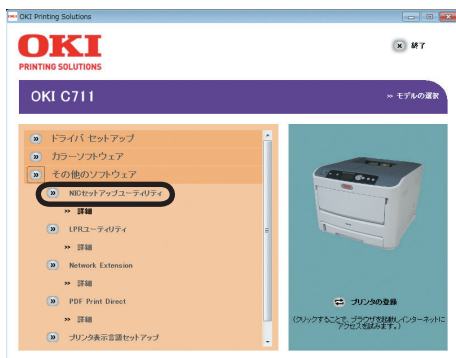 OKI Printing Solutions
OKI
PRINTING SOLUTIONS
終了
OKI C711
モデルの選択
ドライバ セットアップ
カラーソフトウェア
その他のソフトウェア
NICセットアップユーティリティ
詳細
LPRユーティリティ
詳細
Network Extension
詳細
PDF Print Direct
詳細
プリンタ表示言語セットアップ
プリンタの登録
(クリックすることで、ブラウザを起動しインターネットに
アクセスを試みます。)